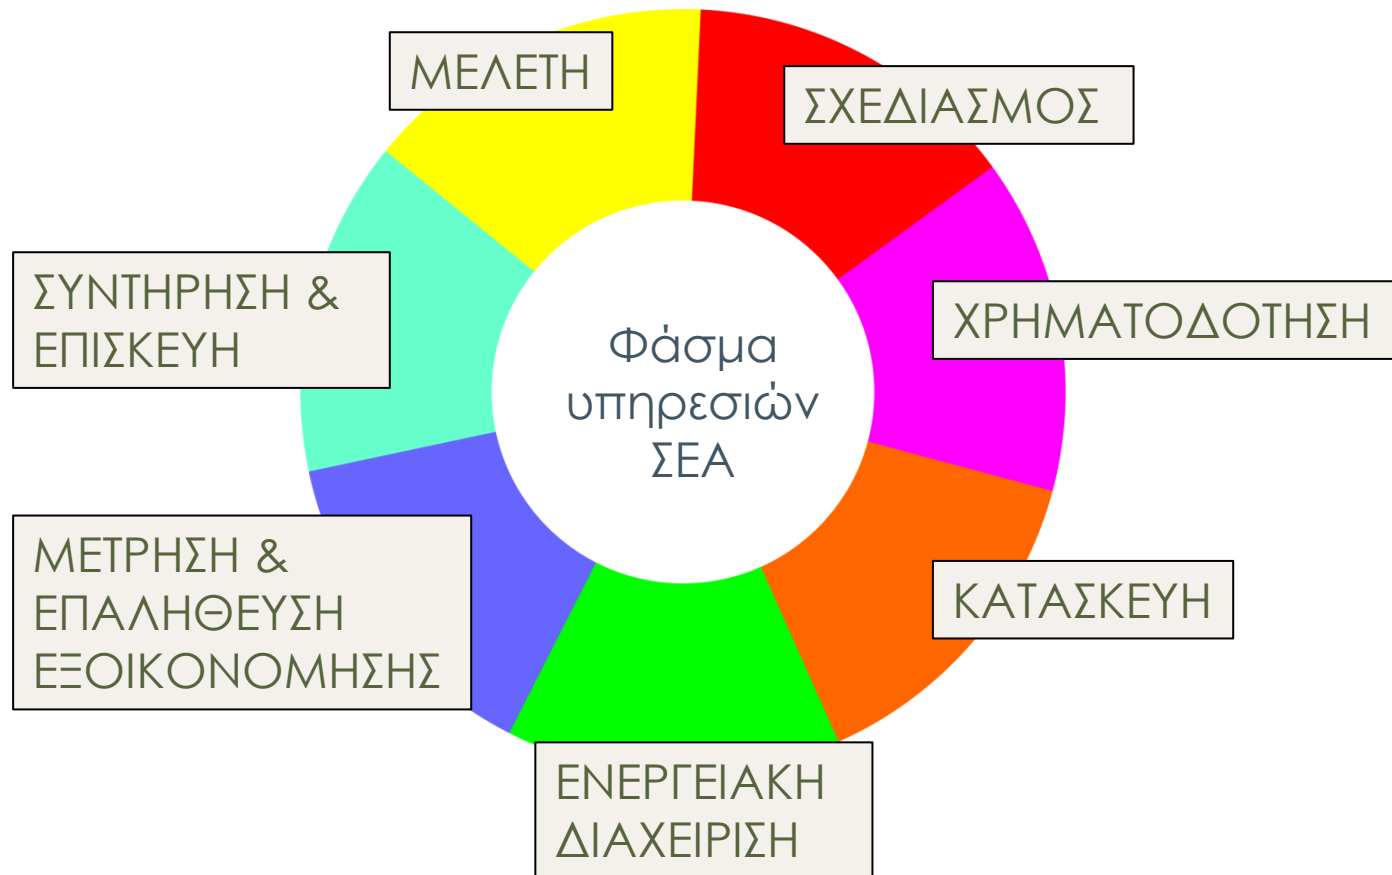 ΜΕΛΕΤΗ
ΣΧΕΔΙΑΣΜΟΣ
ΧΡΗΜΑΤΟΔΟΤΗΣΗ
ΚΑΤΑΣΚΕΥΗ
ΕΝΕΡΓΕΙΑΚΗ
ΔΙΑΧΕΙΡΙΣΗ
ΜΕΤΡΗΣΗ &
ΕΠΑΛΗΘΕΥΣΗ
ΕΞΟΙΚΟΝΟΜΗΣΗΣ
ΣΥΝΤΗΡΗΣΗ &
ΕΠΙΣΚΕΥΗ
Φάσμα
υπηρεσιών
ΣΕΑ